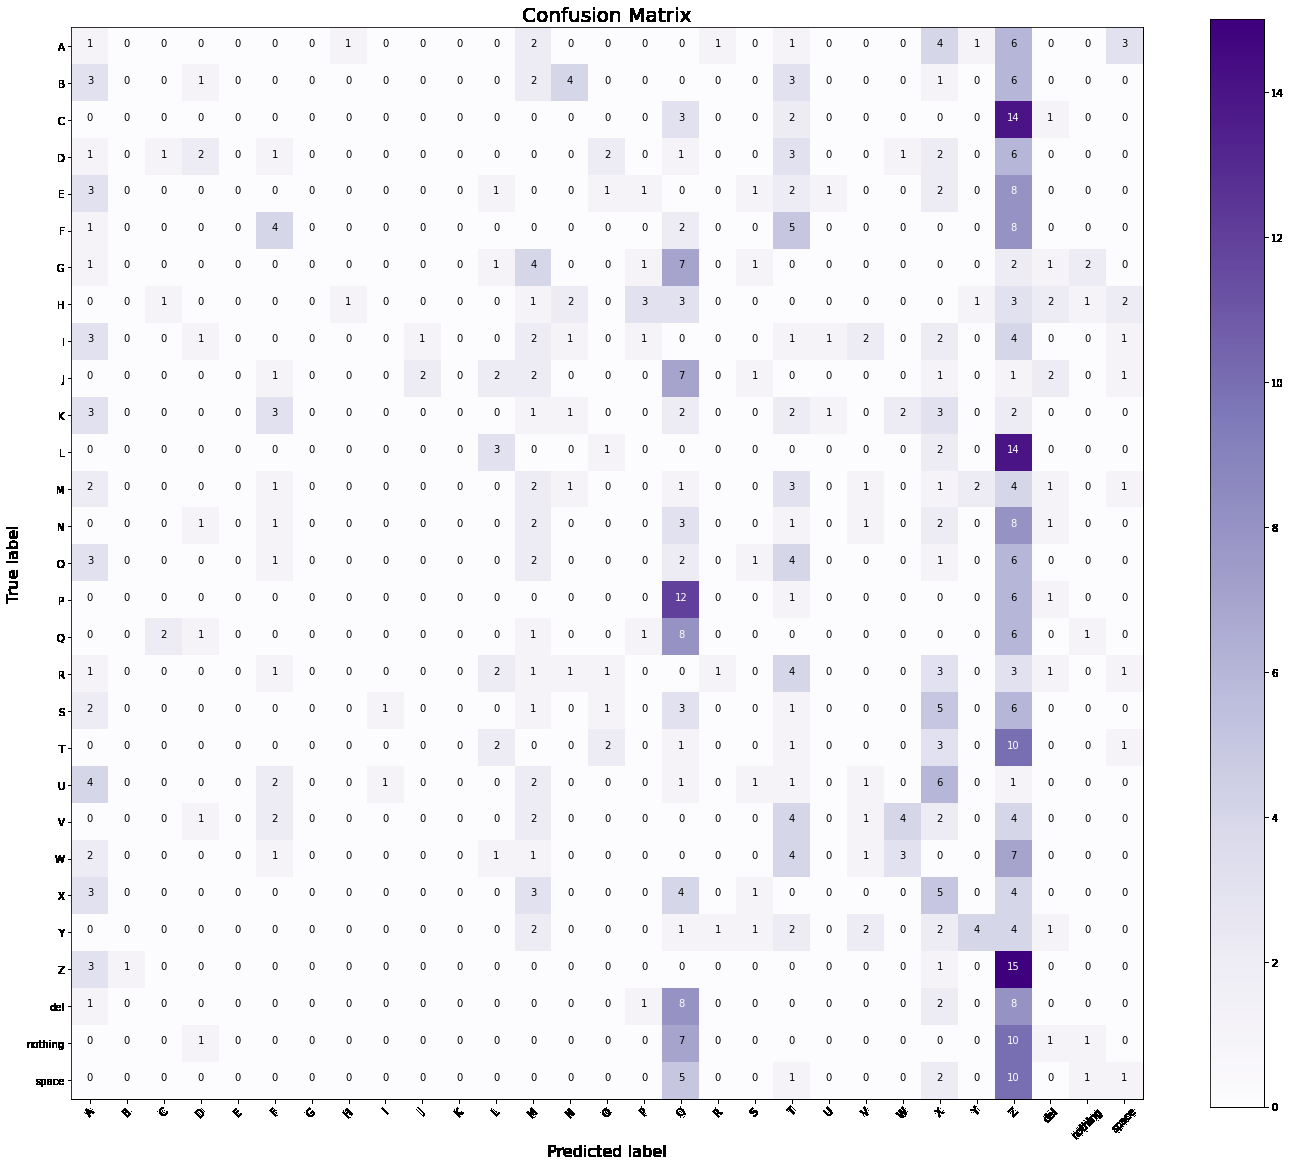 Confusion Matrix
A 1 0 0 0 0 0 0 1 0 0 0 0 2 0 0 0 0 1 0 1 0 0 0 4 1 6 0 0 3
B 3 0 0 1 0 0 0 0 0 0 0 0 2 4 0 0 0 0 0 3 0 0 0 1 0 6 0 0 0
C 0 0 0 0 0 0 0 0 0 0 0 0 0 0 0 0 3 0 0 2 0 0 0 0 0 14 1 0 0
D 1 0 1 2 0 1 0 0 0 0 0 0 0 0 2 0 1 0 0 3 0 0 1 2 0 6 0 0 0
E 3 0 0 0 0 0 0 0 0 0 0 1 0 0 1 1 0 0 1 2 1 0 0 2 0 8 0 0 0
F 1 0 0 0 0 4 0 0 0 0 0 0 0 0 0 0 2 0 0 5 0 0 0 0 0 8 0 0 0
G 1 0 0 0 0 0 0 0 0 0 0 1 4 0 0 1 7 0 1 0 0 0 0 0 0 2 1 2 0
H 0 0 1 0 0 0 0 1 0 0 0 0 1 2 0 3 3 0 0 0 0 0 0 0 1 3 2 1 2
I 3 0 0 1 0 0 0 0 0 1 0 0 2 1 0 1 0 0 0 1 1 2 0 2 0 4 0 0 1
J 0 0 0 0 0 1 0 0 0 2 0 2 2 0 0 0 7 0 1 0 0 0 0 1 0 1 2 0 1
K 3 0 0 0 0 3 0 0 0 0 0 0 1 1 0 0 2 0 0 2 1 0 2 3 0 2 0 0 0
L 0 0 0 0 0 0 0 0 0 0 0 3 0 0 1 0 0 0 0 0 0 0 0 2 0 14 0 0 0
M 2 0 0 0 0 1 0 0 0 0 0 0 2 1 0 0 1 0 0 3 0 1 0 1 2 4 1 0 1
N 0 0 0 1 0 1 0 0 0 0 0 0 2 0 0 0 3 0 0 1 0 1 0 2 0 8 1 0 0
O 3 0 0 0 0 1 0 0 0 0 0 0 2 0 0 0 2 0 1 4 0 0 0 1 0 6 0 0 0
P 0 0 0 0 0 0 0 0 0 0 0 0 0 0 0 0 12 0 0 1 0 0 0 0 0 6 1 0 0
Q 0 0 2 1 0 0 0 0 0 0 0 0 1 0 0 1 8 0 0 0 0 0 0 0 0 6 0 1 0
R 1 0 0 0 0 1 0 0 0 0 0 2 1 1 1 0 0 1 0 4 0 0 0 3 0 3 1 0 1
S 2 0 0 0 0 0 0 0 1 0 0 0 1 0 1 0 3 0 0 1 0 0 0 5 0 6 0 0 0
T 0 0 0 0 0 0 0 0 0 0 0 2 0 0 2 0 1 0 0 1 0 0 0 3 0 10 0 0 1
U 4 0 0 0 0 2 0 0 1 0 0 0 2 0 0 0 1 0 1 1 0 1 0 6 0 1 0 0 0
V 0 0 0 1 0 2 0 0 0 0 0 0 2 0 0 0 0 0 0 4 0 1 4 2 0 4 0 0 0
W 2 0 0 0 0 1 0 0 0 0 0 1 1 0 0 0 0 0 0 4 0 1 3 0 0 7 0 0 0
X 3 0 0 0 0 0 0 0 0 0 0 0 3 0 0 0 4 0 1 0 0 0 0 5 0 4 0 0 0
Y 0 0 0 0 0 0 0 0 0 0 0 0 2 0 0 0 1 1 1 2 0 2 0 2 4 4 1 0 0
Z 3 1 0 0 0 0 0 0 0 0 0 0 0 0 0 0 0 0 0 0 0 0 0 1 0 15 0 0 0
del 1 0 0 0 0 0 0 0 0 0 0 0 0 0 0 1 8 0 0 0 0 0 0 2 0 8 0 0 0
nothing 0 0 0 1 0 0 0 0 0 0 0 0 0 0 0 0 7 0 0 0 0 0 0 0 0 10 1 1 0
space 0 0 0 0 0 0 0 0 0 0 0 0 0 0 0 0 5 0 0 1 0 0 0 2 0 10 0 1 1
A B C D E F G H I J K L M N O P Q R S T U V W X Y Z del nothing space
True label
Predicted label
14
12
10
8
6
4
2
0